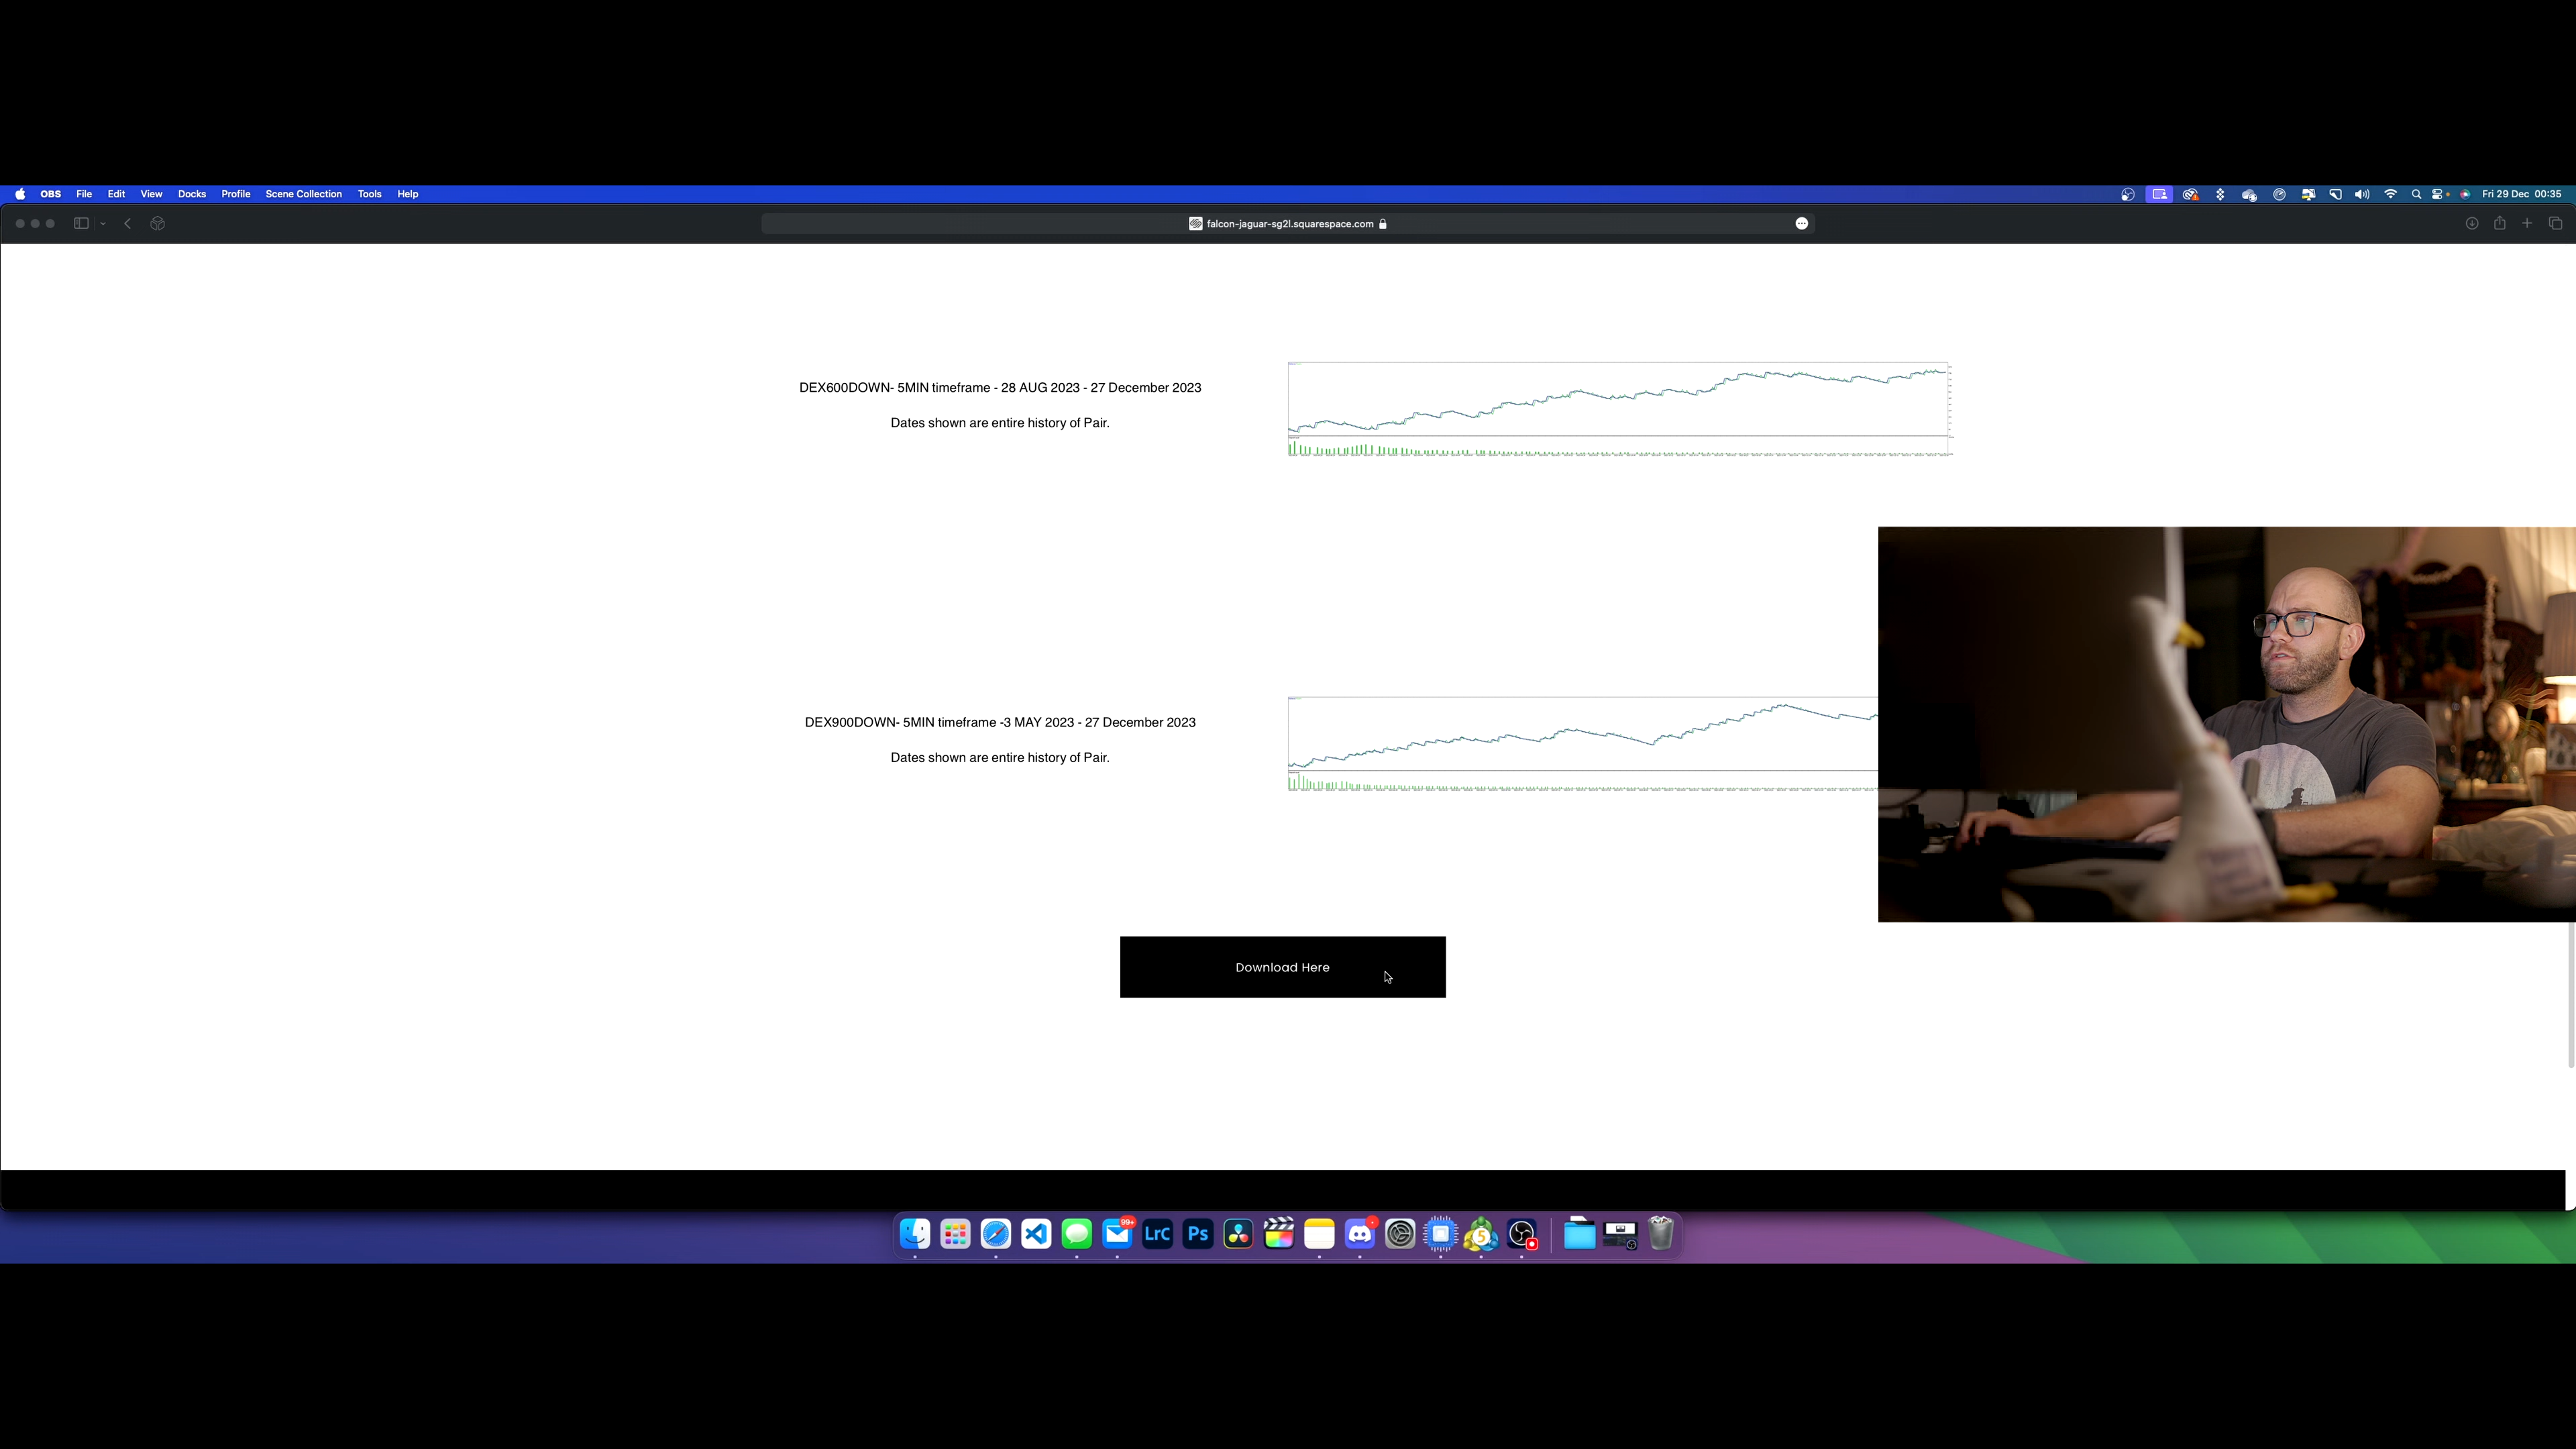 OBS File Edit View Docks Profile Scene Collection Tools Help Fri 29 Dec 00:35
falcon-jaguar-sg2l.squarespace.com
DEX600DOWN- 5MIN timeframe - 28 AUG 2023 - 27 December 2023
Dates shown are entire history of Pair.
DEX900DOWN- 5MIN timeframe -3 MAY 2023 - 27 December 2023
Dates shown are entire history of Pair.
Download Here
99+
LrC Ps 5